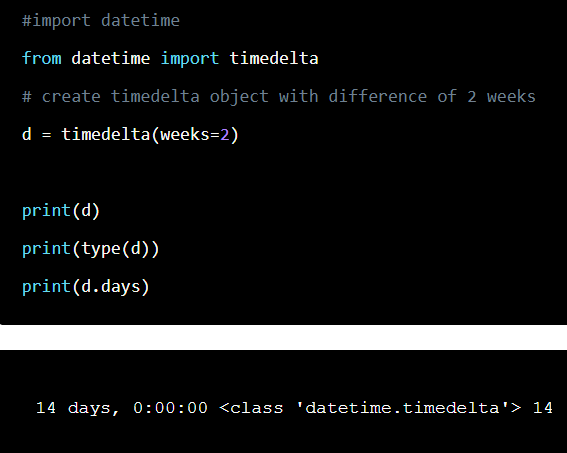 #import datetime
from datetime import timedelta
# create timedelta object with difference of 2 weeks
d = timedelta(weeks=2)
print(d)
print(type(d))
print(d.days)
14 days, 0:00:00 <class 'datetime.timedelta'> 14